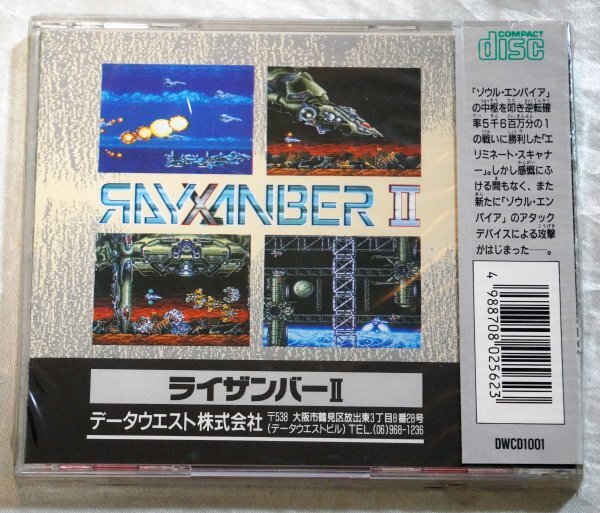 COMPACT
disc
「ゾウル・エンパイア」
の中枢を叩き逆転確
率5千6百万分の1
の戦いに勝利した「エ
リミネート・スキャナ
ー」。しかし感慨にふ
ける間もなく、また
新たに「ゾウル・エン
パイア」のアタック
デバイスによる攻撃
がはじまった──。
RAYXANBER II
4988708025623
ライザンバーII
データウエスト株式会社
〒538 大阪市鶴見区放出東3丁目8番28号
(データウエストビル) TEL.(06)968-1236
DWCD1001